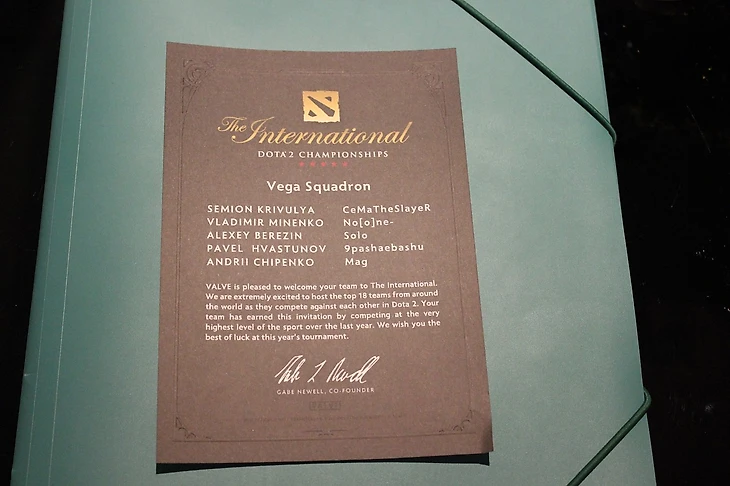 The International
DOTA 2 CHAMPIONSHIPS
Vega Squadron
SEMION KRIVULYA CeMaTheSlayeR
VLADIMIR MINENKO No[o]ne-
ALEXEY BEREZIN Solo
PAVEL HVASTUNOV 9pashaebashu
ANDRII CHIPENKO Mag
VALVE is pleased to welcome your team to The International.
We are extremely excited to host the top 18 teams from around
the world as they compete against each other in Dota 2. Your
team has earned this invitation by competing at the very
highest level of the sport over the last year. We wish you the
best of luck at this year's tournament.
GABE NEWELL, CO-FOUNDER